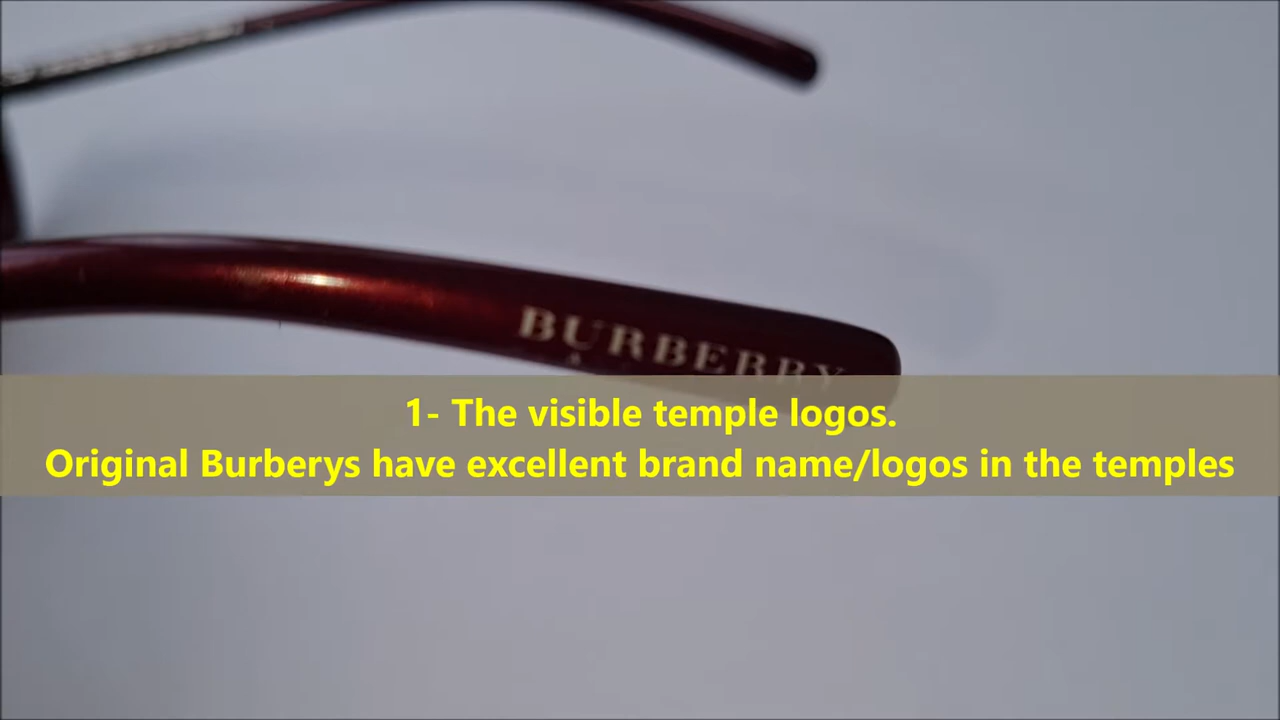 BURBERRY
1- The visible temple logos.
Original Burberys have excellent brand name/logos in the temples